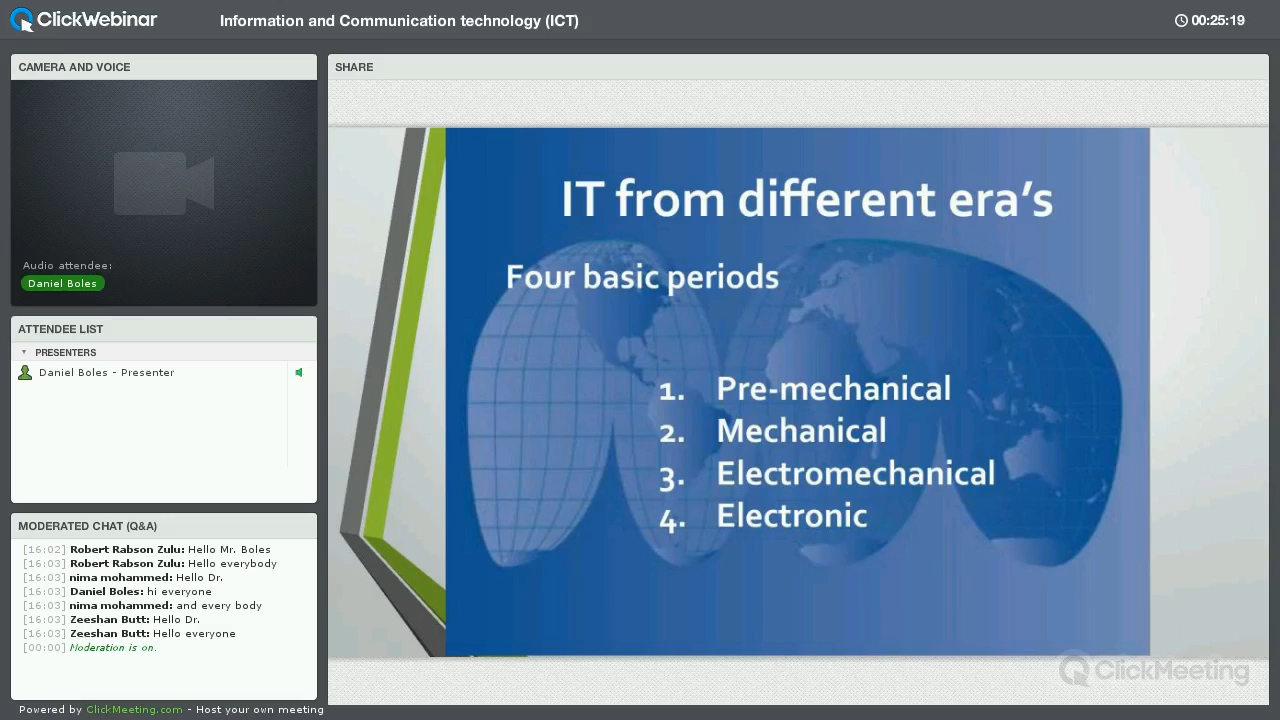 ClickWebinar
Information and Communication technology (ICT)
00:25:19
CAMERA AND VOICE
Audio attendee:
Daniel Boles
ATTENDEE LIST
PRESENTERS
Daniel Boles - Presenter
MODERATED CHAT (Q&A)
[16:02] Robert Rabson Zulu: Hello Mr. Boles
[16:03] Robert Rabson Zulu: Hello everybody
[16:03] nima mohammed: Hello Dr.
[16:03] Daniel Boles: hi everyone
[16:03] nima mohammed: and every body
[16:03] Zeeshan Butt: Hello Dr.
[16:03] Zeeshan Butt: Hello everyone
[00:00] Moderation is on.
Powered by ClickMeeting.com - Host your own meeting
SHARE
IT from different era’s
Four basic periods
1. Pre-mechanical
2. Mechanical
3. Electromechanical
4. Electronic
ClickMeeting